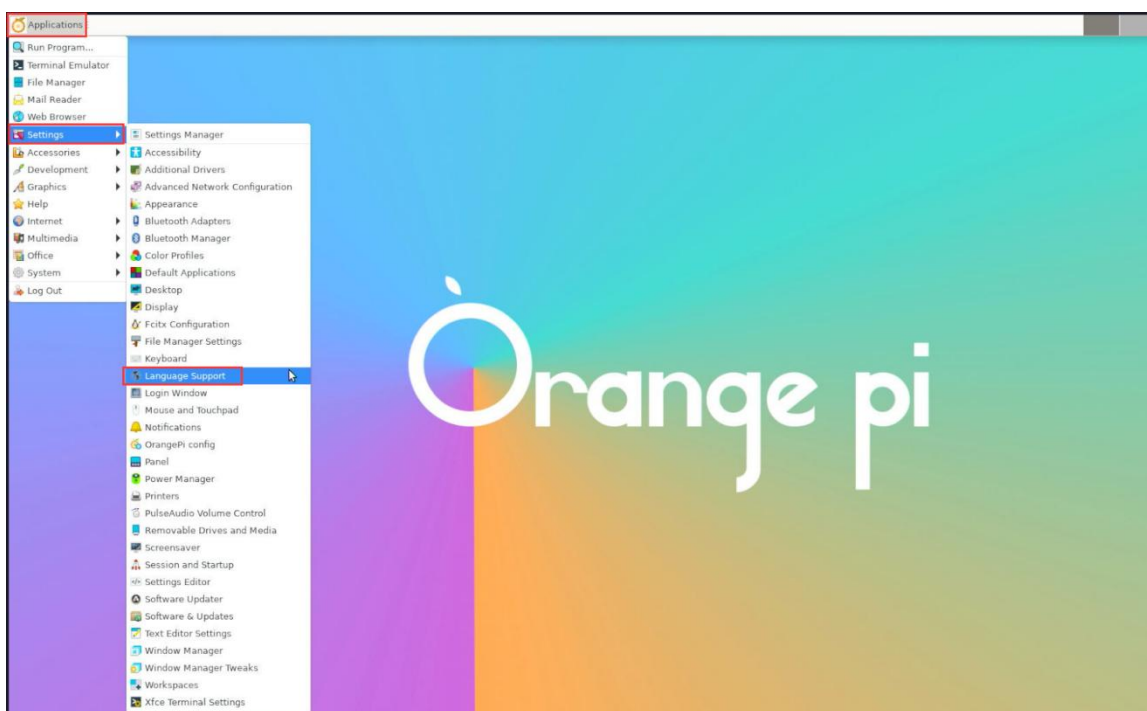 Applications
Run Program...
Terminal Emulator
File Manager
Mail Reader
Web Browser
Settings
Accessories
Development
Graphics
Help
Internet
Multimedia
Office
System
Log Out
Settings Manager
Accessibility
Additional Drivers
Advanced Network Configuration
Appearance
Bluetooth Adapters
Bluetooth Manager
Color Profiles
Default Applications
Desktop
Display
Fcitx Configuration
File Manager Settings
Keyboard
Language Support
Login Window
Mouse and Touchpad
Notifications
OrangePi config
Panel
Power Manager
Printers
PulseAudio Volume Control
Removable Drives and Media
Screensaver
Session and Startup
Settings Editor
Software Updater
Software & Updates
Text Editor Settings
Window Manager
Window Manager Tweaks
Workspaces
Xfce Terminal Settings
Orange pi